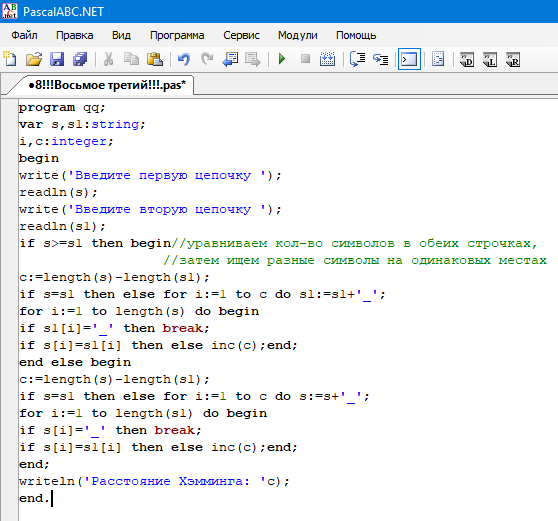 PascalABC.NET
Файл Правка Вид Программа Сервис Модули Помощь
●8!!!Восьмое третий!!!.pas*
program qq;
var s,s1:string;
i,c:integer;
begin
write('Введите первую цепочку ');
readln(s);
write('Введите вторую цепочку ');
readln(s1);
if s>=s1 then begin//уравниваем кол-во символов в обеих строчках,
//затем ищем разные символы на одинаковых местах
c:=length(s)-length(s1);
if s=s1 then else for i:=1 to c do s1:=s1+'_';
for i:=1 to length(s) do begin
if s1[i]='_' then break;
if s[i]=s1[i] then else inc(c);end;
end else begin
c:=length(s)-length(s1);
if s=s1 then else for i:=1 to c do s:=s+'_';
for i:=1 to length(s1) do begin
if s[i]='_' then break;
if s[i]=s1[i] then else inc(c);end;
end;
writeln('Расстояние Хэмминга: 'c);
end.